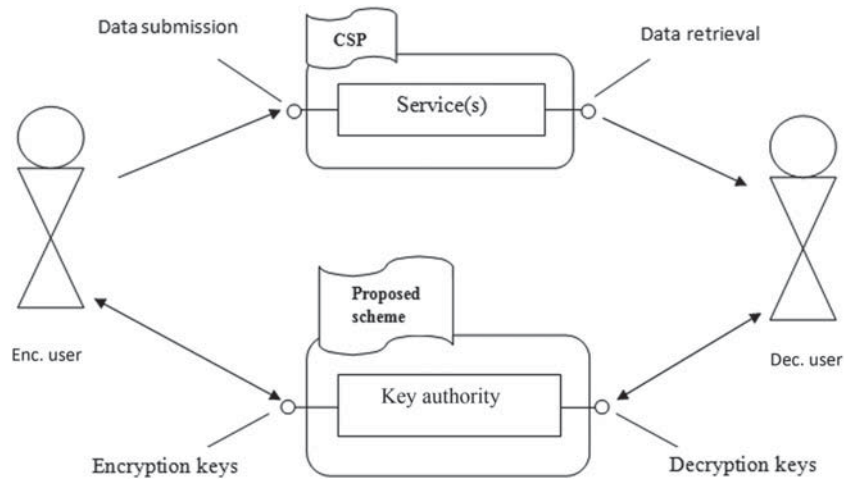 Data submission
CSP
Data retrieval
Service(s)
Proposed
scheme
Enc. user
Dec. user
Key authority
Encryption keys
Decryption keys